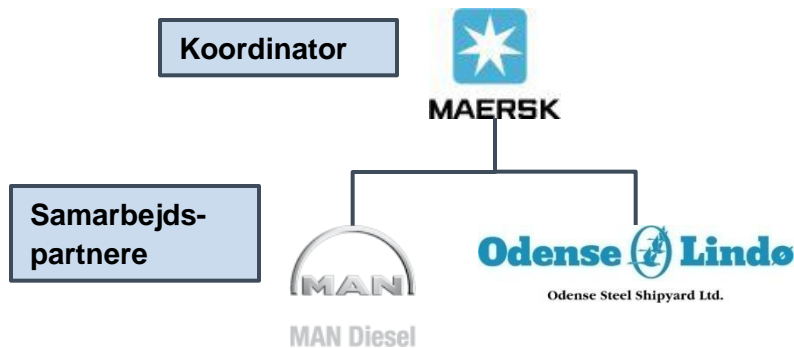 Koordinator
MAERSK
Samarbejds-
partnere
MAN
MAN Diesel
Odense Lindø
Odense Steel Shipyard Ltd.